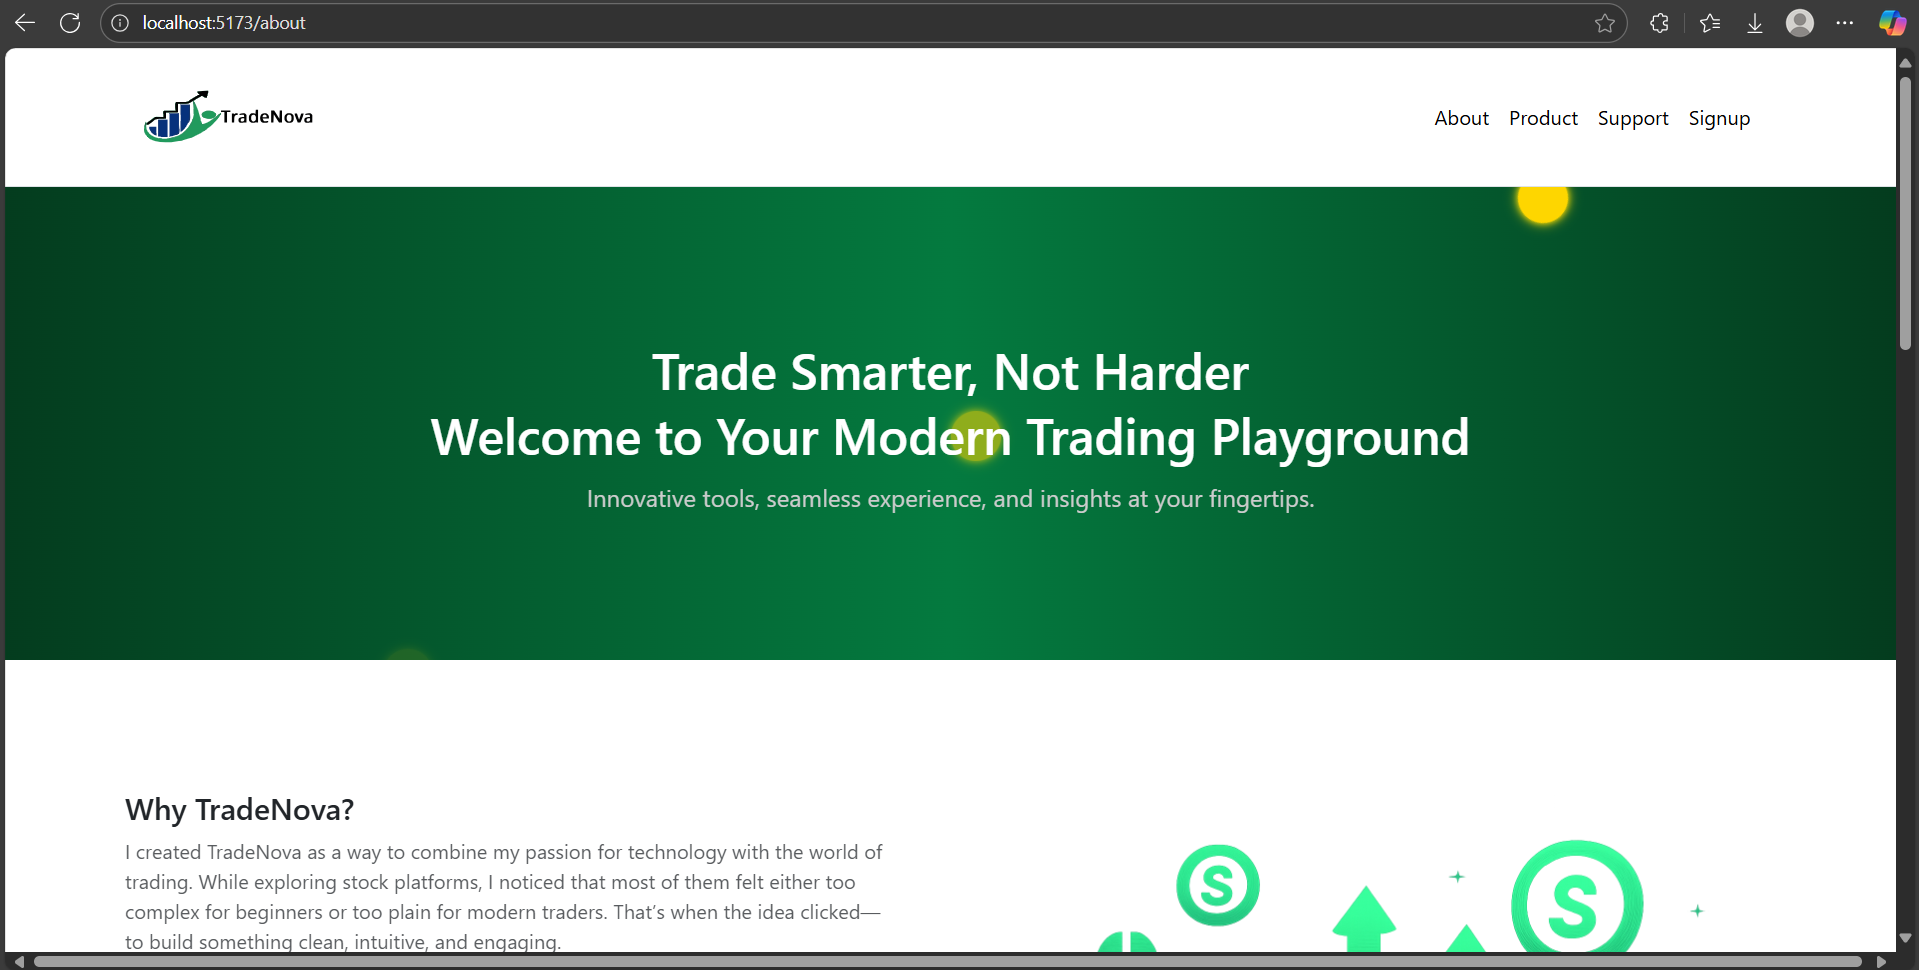 localhost:5173/about
TradeNova
About Product Support Signup
Trade Smarter, Not Harder
Welcome to Your Modern Trading Playground
Innovative tools, seamless experience, and insights at your fingertips.
Why TradeNova?
I created TradeNova as a way to combine my passion for technology with the world of
trading. While exploring stock platforms, I noticed that most of them felt either too
complex for beginners or too plain for modern traders. That’s when the idea clicked—
to build something clean, intuitive, and engaging.
S
S